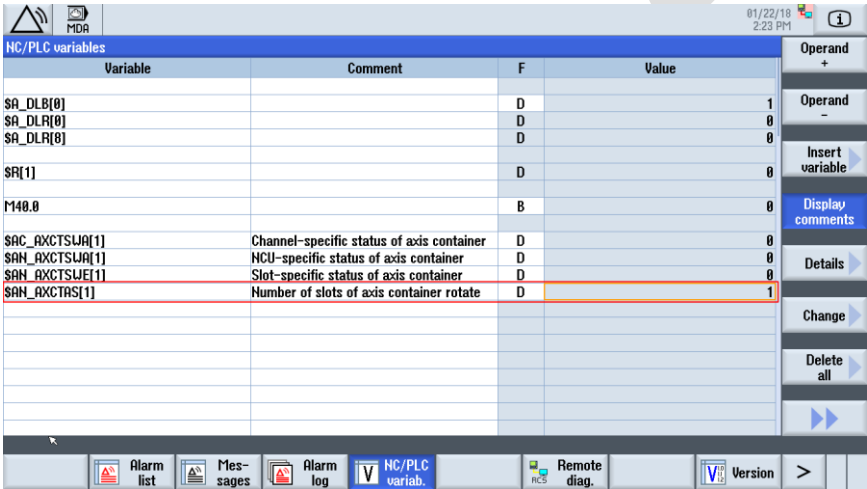 MDA
01/22/18
2:23 PM
NC/PLC variables
Variable Comment F Value
$A_DLB[0] D 1
$A_DLR[0] D 0
$A_DLR[8] D 0
$R[1] D 0
M40.0 B 0
$AC_AXCTSWA[1] Channel-specific status of axis container D 0
$AN_AXCTSWA[1] NCU-specific status of axis container D 0
$AN_AXCTSWE[1] Slot-specific status of axis container D 0
$AN_AXCTAS[1] Number of slots of axis container rotate D 1
Operand
+
Operand
-
Insert
variable
Display
comments
Details
Change
Delete
all
Alarm
list
Mes-
sages
Alarm
log
V
NC/PLC
variab.
RCS
Remote
diag.
Version
>